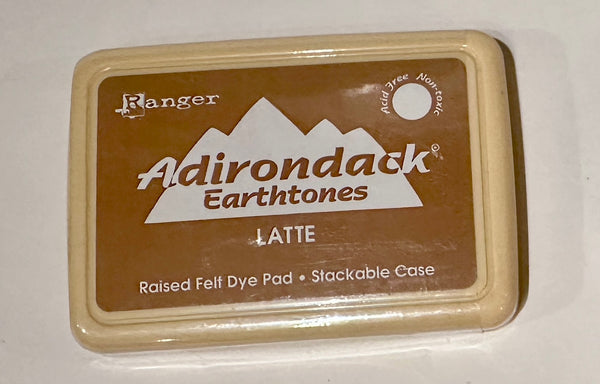 Ranger
Acid Free Non-toxic
Adirondack®
Earthtones
LATTE
Raised Felt Dye Pad • Stackable Case